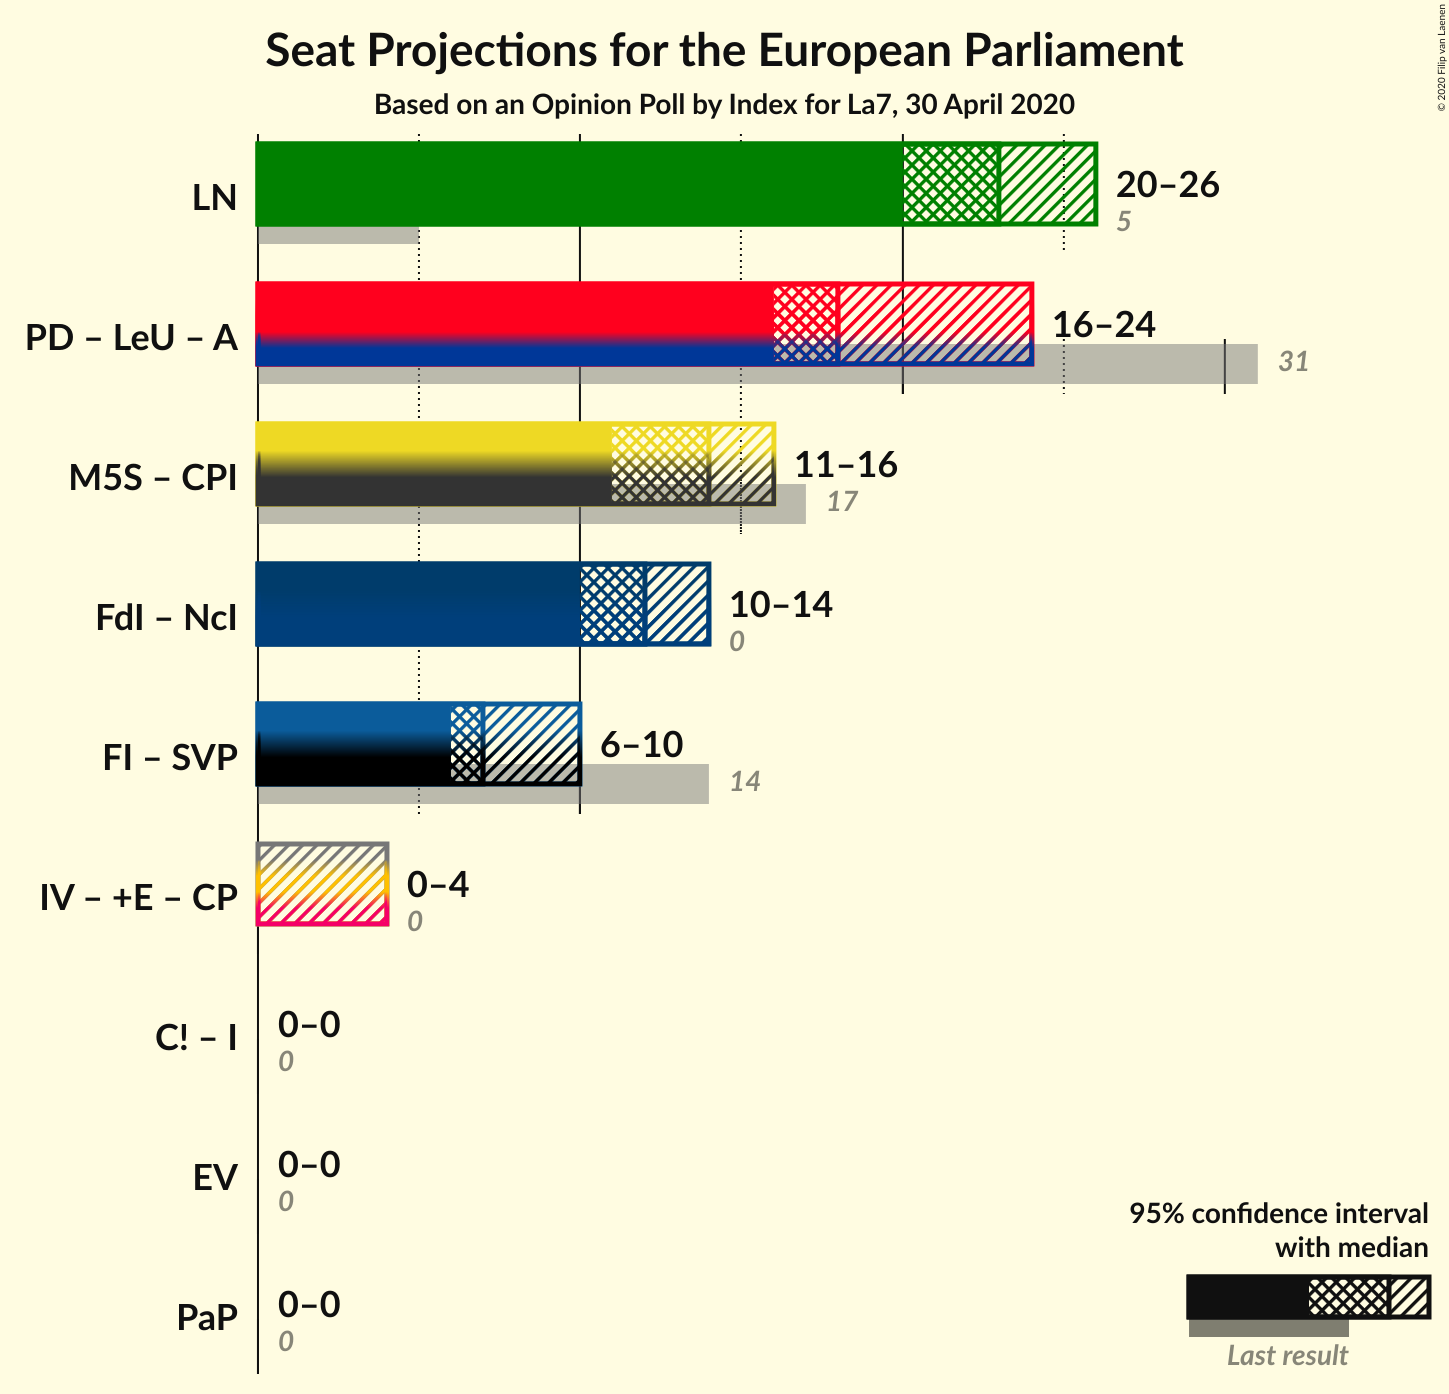 Seat Projections for the European Parliament
Based on an Opinion Poll by Index for La7, 30 April 2020
© 2020 Filip van Laenen
LN
20–26
5
PD – LeU – A
16–24
31
M5S – CPI
11–16
17
FdI – NcI
10–14
0
FI – SVP
6–10
14
IV – +E – CP
0–4
0
C! – I
0–0
0
EV
0–0
0
PaP
0–0
0
95% confidence interval
with median
Last result